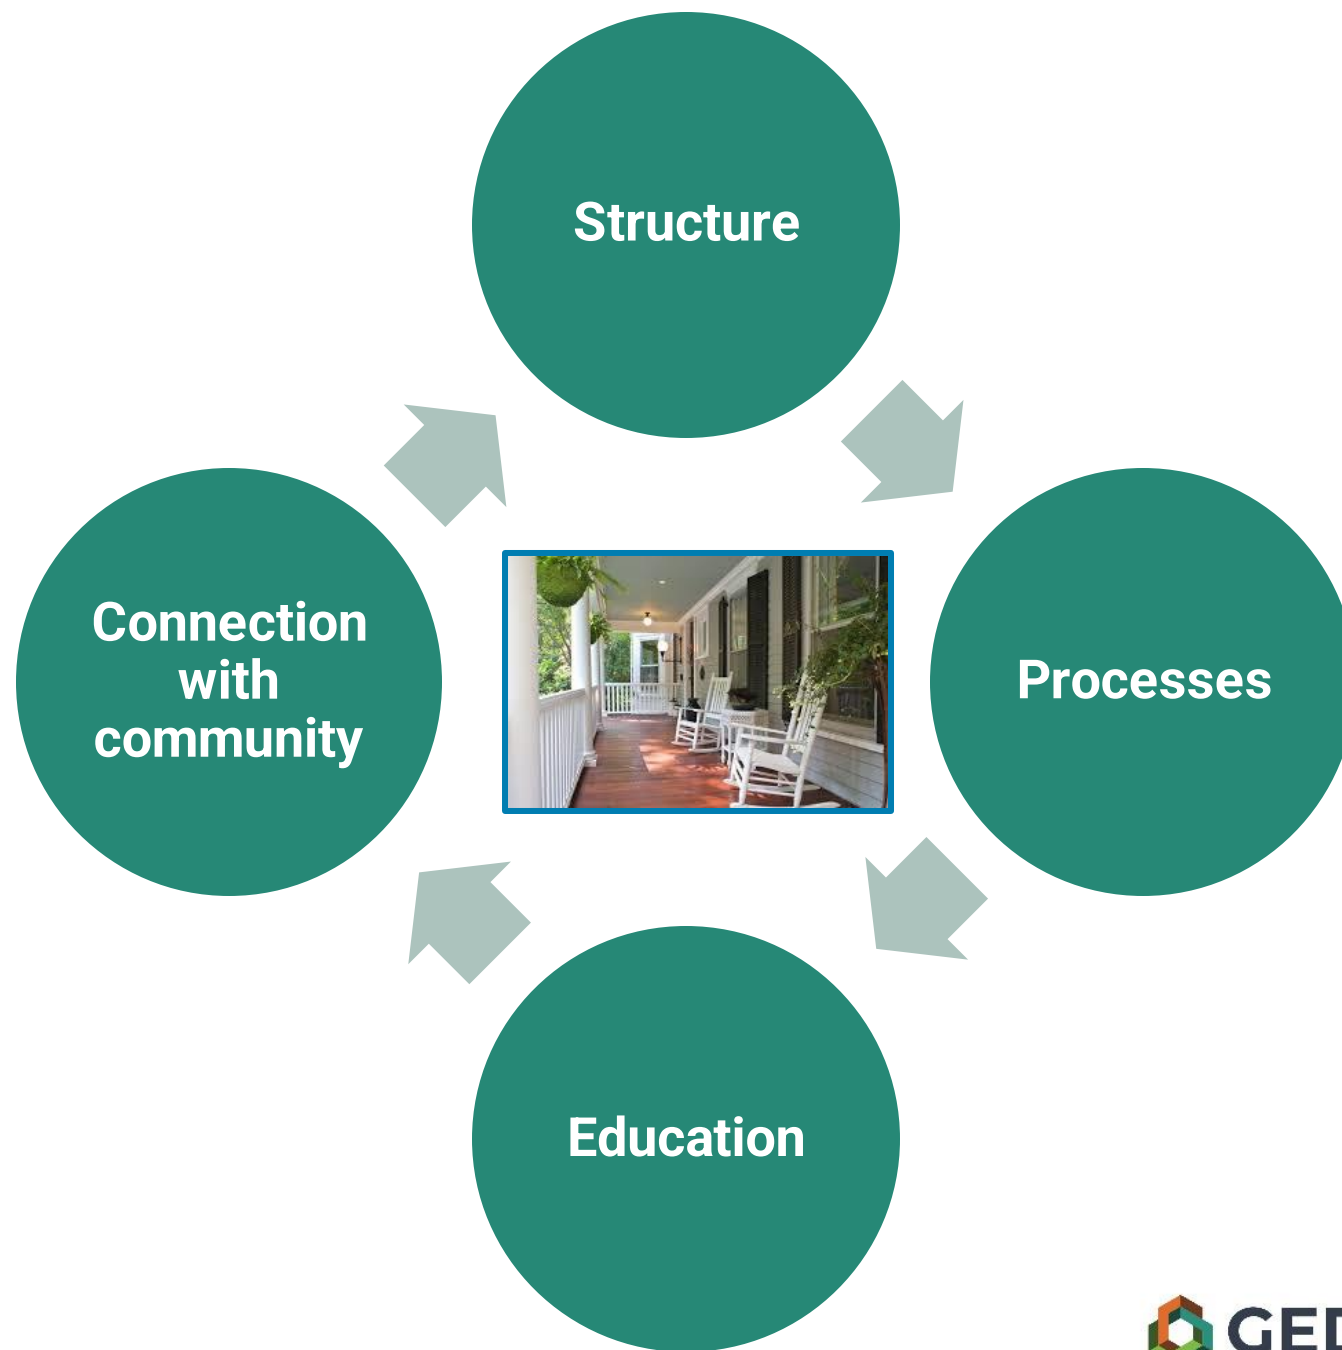 Structure
Processes
Education
Connection
with
community